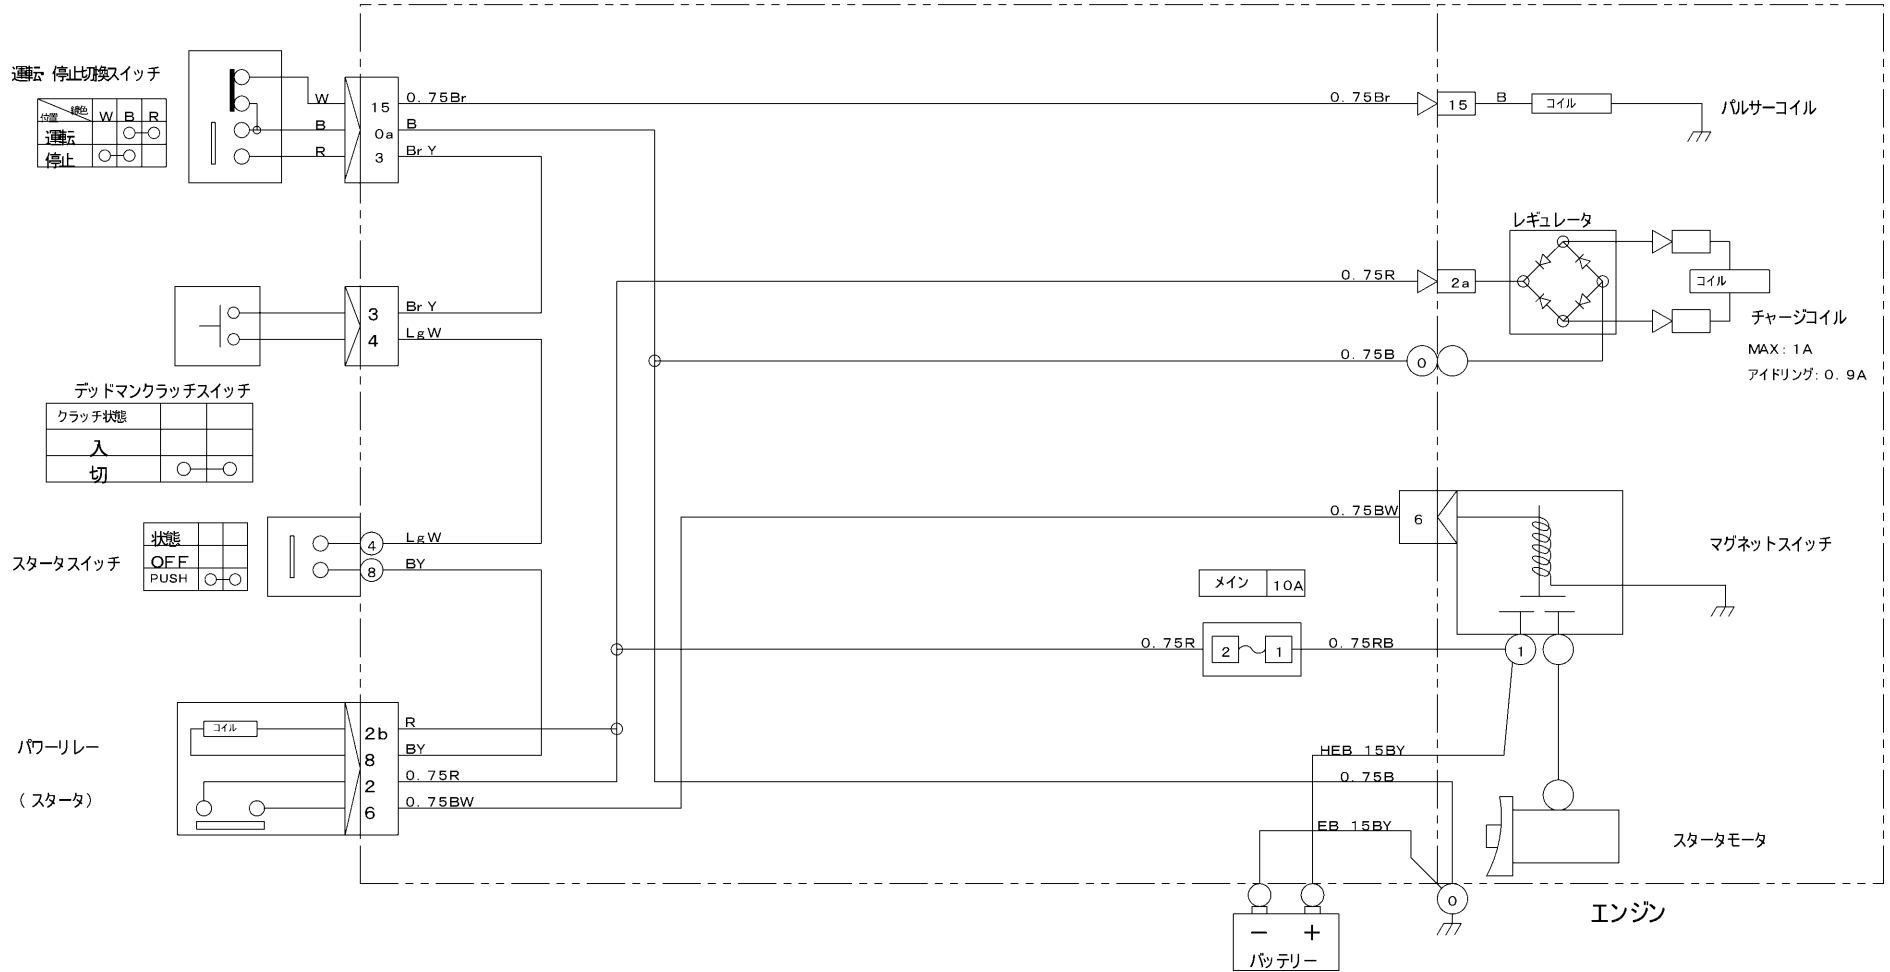 運転・停止切換スイッチ
線色
位置
W B R
運転
停止
W
B
R
15
0a
3
0.75Br
B
BrY
0.75Br
15
B
コイル
パルサーコイル
レギュレータ
0.75R
2a
コイル
チャージコイル
MAX:1A
アイドリング:0.9A
0.75B
0
3
4
BrY
LgW
デッドマンクラッチスイッチ
クラッチ状態
入
切
スタータスイッチ
状態
OFF
PUSH
4
8
LgW
BY
0.75BW
6
マグネットスイッチ
メイン 10A
0.75R
2 1
0.75RB
1
パワーリレー
(スタータ)
コイル
2b
8
2
6
R
BY
0.75R
0.75BW
HEB 15BY
0.75B
EB 15BY
スタータモータ
0
エンジン
− +
バッテリー